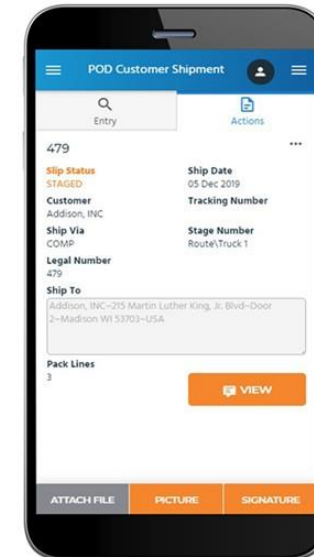 POD Customer Shipment
Entry Actions
479
Slip Status Ship Date
STAGED 05 Dec 2019
Customer Tracking Number
Addison, INC
Ship Via Stage Number
COMP Route\Truck 1
Legal Number
479
Ship To
Addison, INC~215 Martin Luther King, Jr. Blvd~Door
2~Madison WI 53703~USA
Pack Lines
3
VIEW
ATTACH FILE PICTURE SIGNATURE